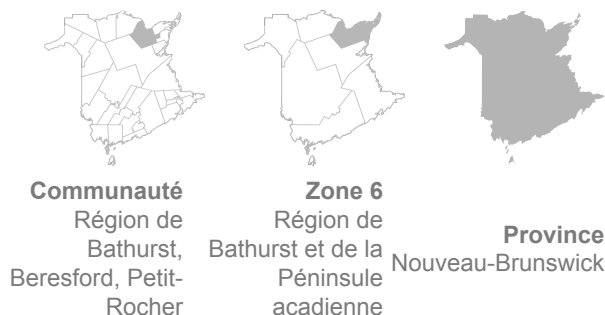 Communauté
Région de
Bathurst,
Beresford, Petit-
Rocher
Zone 6
Région de
Bathurst et de la
Péninsule
acadienne
Province
Nouveau-Brunswick